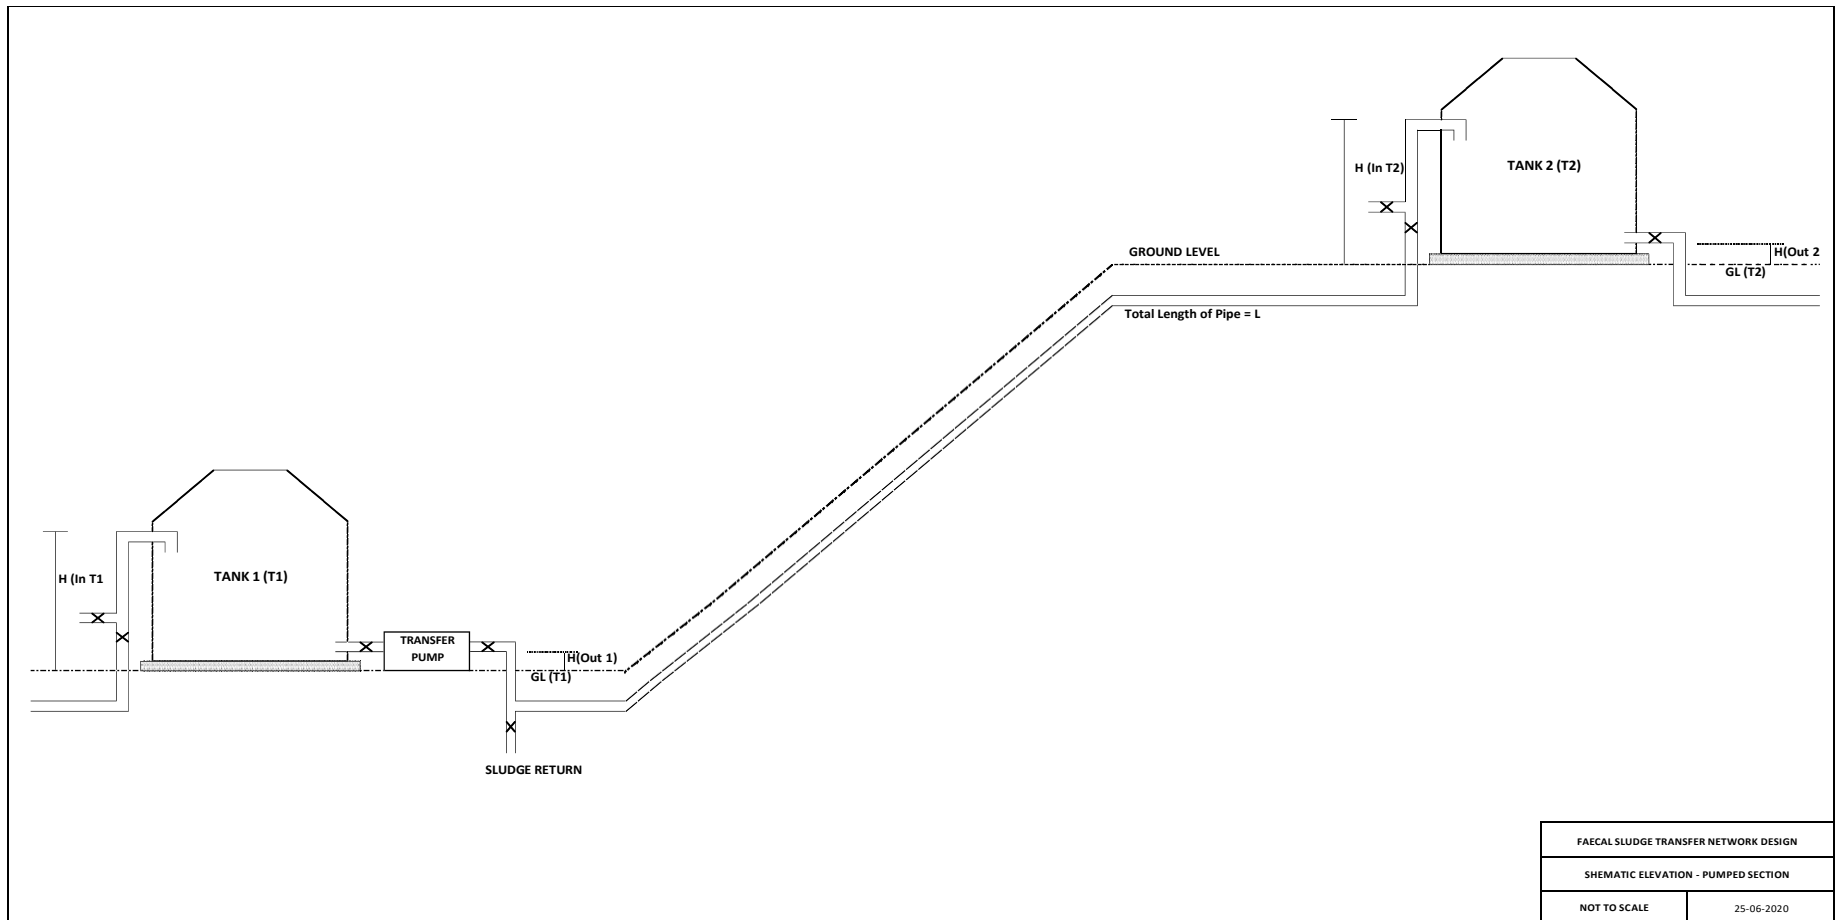 TANK 2 (T2)
H (In T2)
GROUND LEVEL
H(Out 2
GL (T2)
Total Length of Pipe = L
H (In T1
TANK 1 (T1)
TRANSFER
PUMP
H(Out 1)
GL (T1)
SLUDGE RETURN
FAECAL SLUDGE TRANSFER NETWORK DESIGN
SHEMATIC ELEVATION - PUMPED SECTION
NOT TO SCALE
25-06-2020